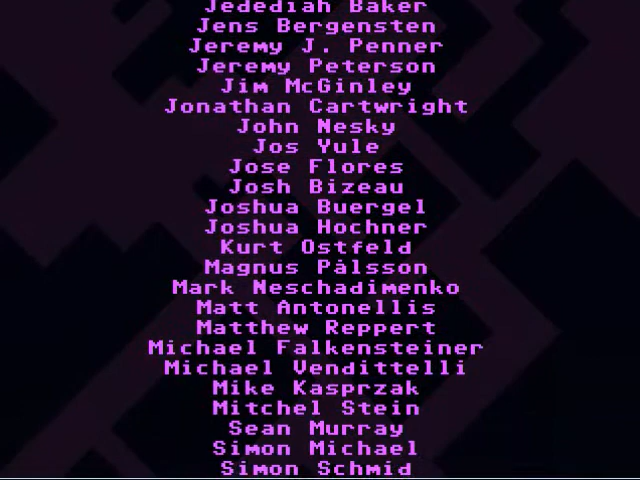 Jedediah Baker
Jens Bergensten
Jeremy J. Penner
Jeremy Peterson
Jim McGinley
Jonathan Cartwright
John Nesky
Jos Yule
Jose Flores
Josh Bizeau
Joshua Buergel
Joshua Hochner
Kurt Ostfeld
Magnus Pålsson
Mark Neschadimenko
Matt Antonellis
Matthew Reppert
Michael Falkensteiner
Michael Vendittelli
Mike Kasprzak
Mitchel Stein
Sean Murray
Simon Michael
Simon Schmid